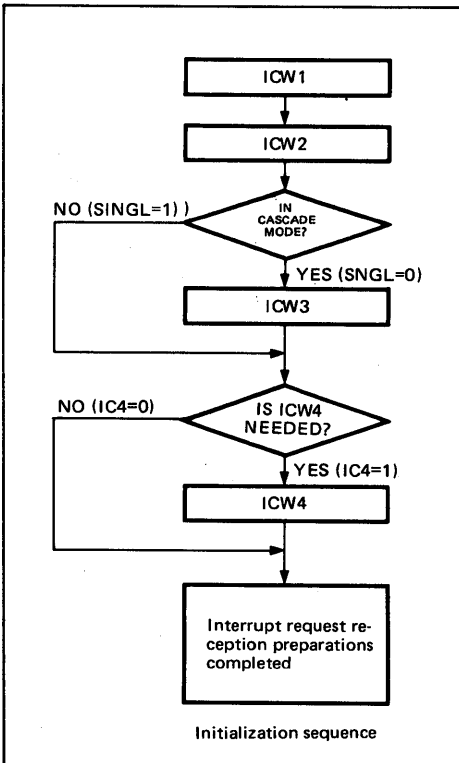 ICW1
ICW2
IN
CASCADE
MODE?
NO (SINGL=1) )
YES (SNGL=0)
ICW3
NO (IC4=0)
IS ICW4
NEEDED?
YES (IC4=1)
ICW4
Interrupt request re-
ception preparations
completed
Initialization sequence